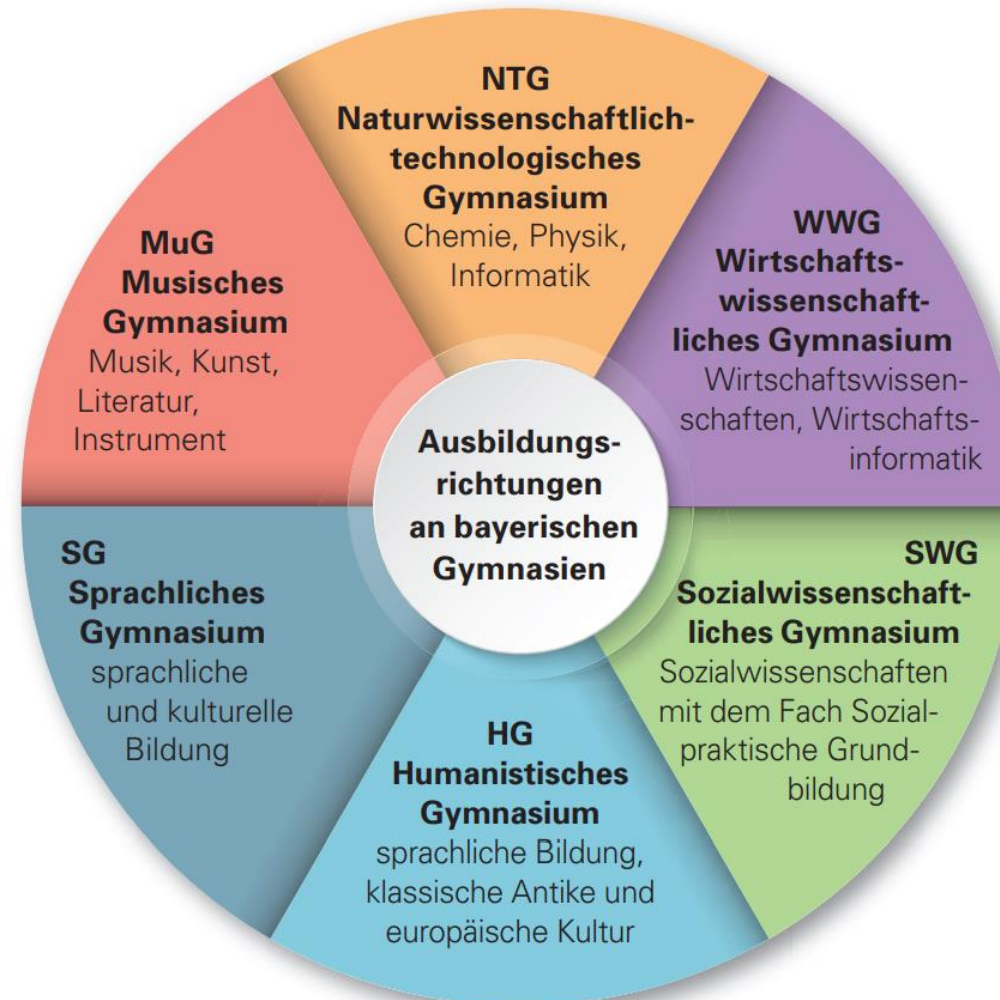 NTG
Naturwissenschaftlich-
technologisches
Gymnasium
Chemie, Physik,
Informatik
WWG
Wirtschafts-
wissenschaft-
liches Gymnasium
Wirtschaftswissen-
schaften, Wirtschafts-
informatik
SWG
Sozialwissenschaft-
liches Gymnasium
Sozialwissenschaften
mit dem Fach Sozial-
praktische Grund-
bildung
HG
Humanistisches
Gymnasium
sprachliche Bildung,
klassische Antike und
europäische Kultur
SG
Sprachliches
Gymnasium
sprachliche
und kulturelle
Bildung
MuG
Musisches
Gymnasium
Musik, Kunst,
Literatur,
Instrument
Ausbildungs-
richtungen
an bayerischen
Gymnasien